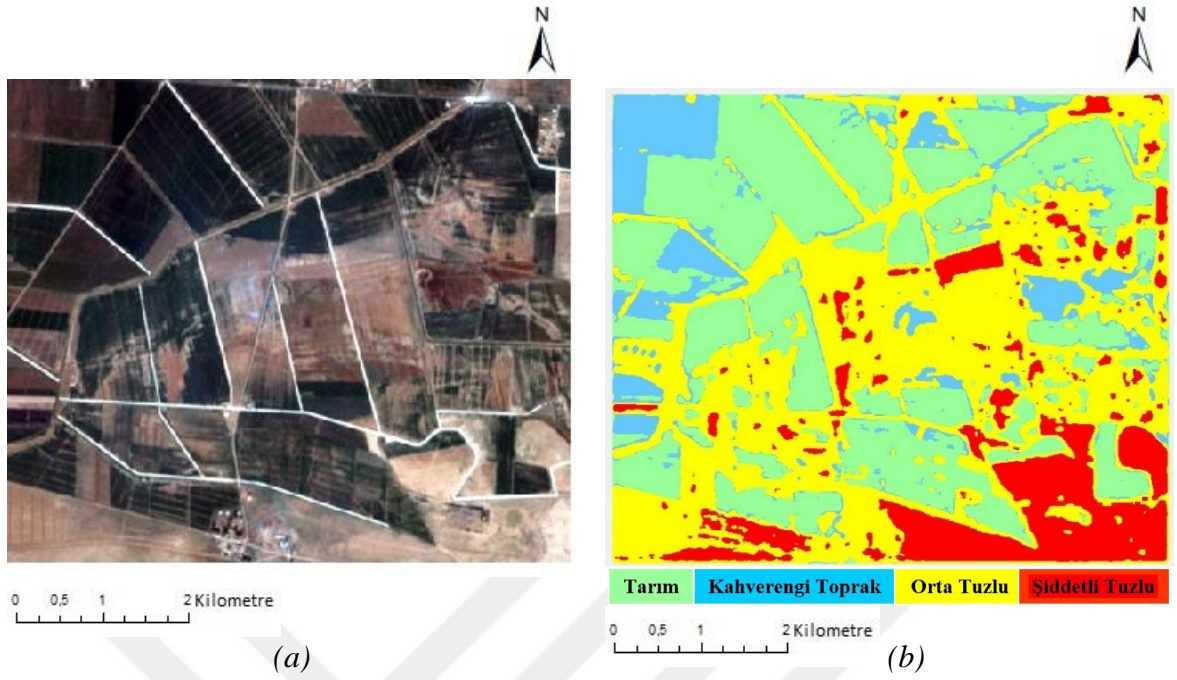 N
N
Tarım Kahverengi Toprak Orta Tuzlu Şiddetli Tuzlu
0 0,5 1 2 Kilometre
0 0,5 1 2 Kilometre
(a) (b)